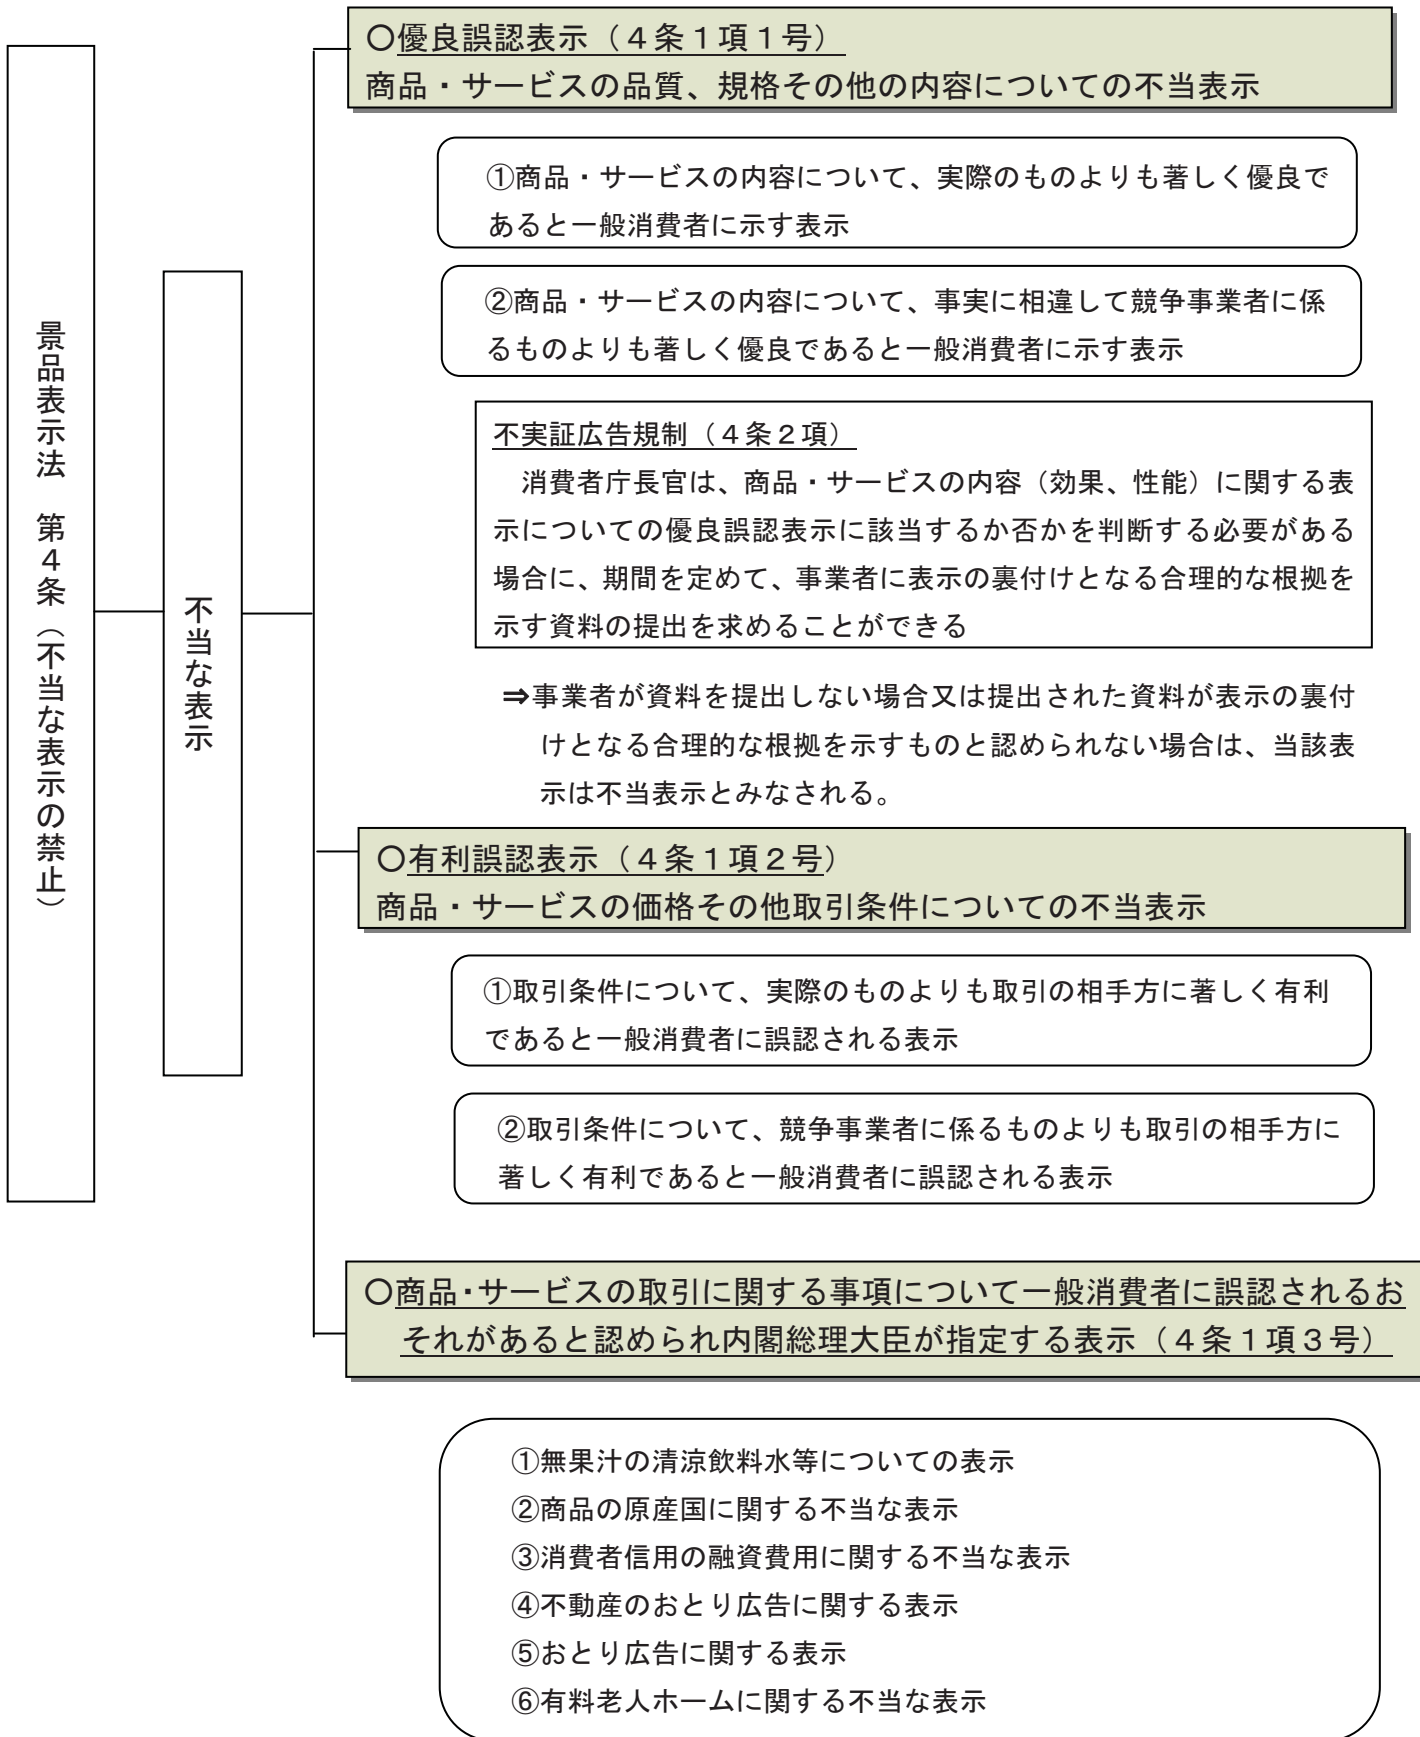 景品表示法　第４条（不当な表示の禁止）
不当な表示
〇優良誤認表示（４条１項１号）
商品・サービスの品質、規格その他の内容についての不当表示
①商品・サービスの内容について、実際のものよりも著しく優良で
あると一般消費者に示す表示
②商品・サービスの内容について、事実に相違して競争事業者に係
るものよりも著しく優良であると一般消費者に示す表示
不実証広告規制（４条２項）
消費者庁長官は、商品・サービスの内容（効果、性能）に関する表
示についての優良誤認表示に該当するか否かを判断する必要がある
場合に、期間を定めて、事業者に表示の裏付けとなる合理的な根拠を
示す資料の提出を求めることができる
⇒事業者が資料を提出しない場合又は提出された資料が表示の裏付
けとなる合理的な根拠を示すものと認められない場合は、当該表
示は不当表示とみなされる。
〇有利誤認表示（４条１項２号）
商品・サービスの価格その他取引条件についての不当表示
①取引条件について、実際のものよりも取引の相手方に著しく有利
であると一般消費者に誤認される表示
②取引条件について、競争事業者に係るものよりも取引の相手方に
著しく有利であると一般消費者に誤認される表示
〇商品・サービスの取引に関する事項について一般消費者に誤認されるお
それがあると認められ内閣総理大臣が指定する表示（４条１項３号）
①無果汁の清涼飲料水等についての表示
②商品の原産国に関する不当な表示
③消費者信用の融資費用に関する不当な表示
④不動産のおとり広告に関する表示
⑤おとり広告に関する表示
⑥有料老人ホームに関する不当な表示